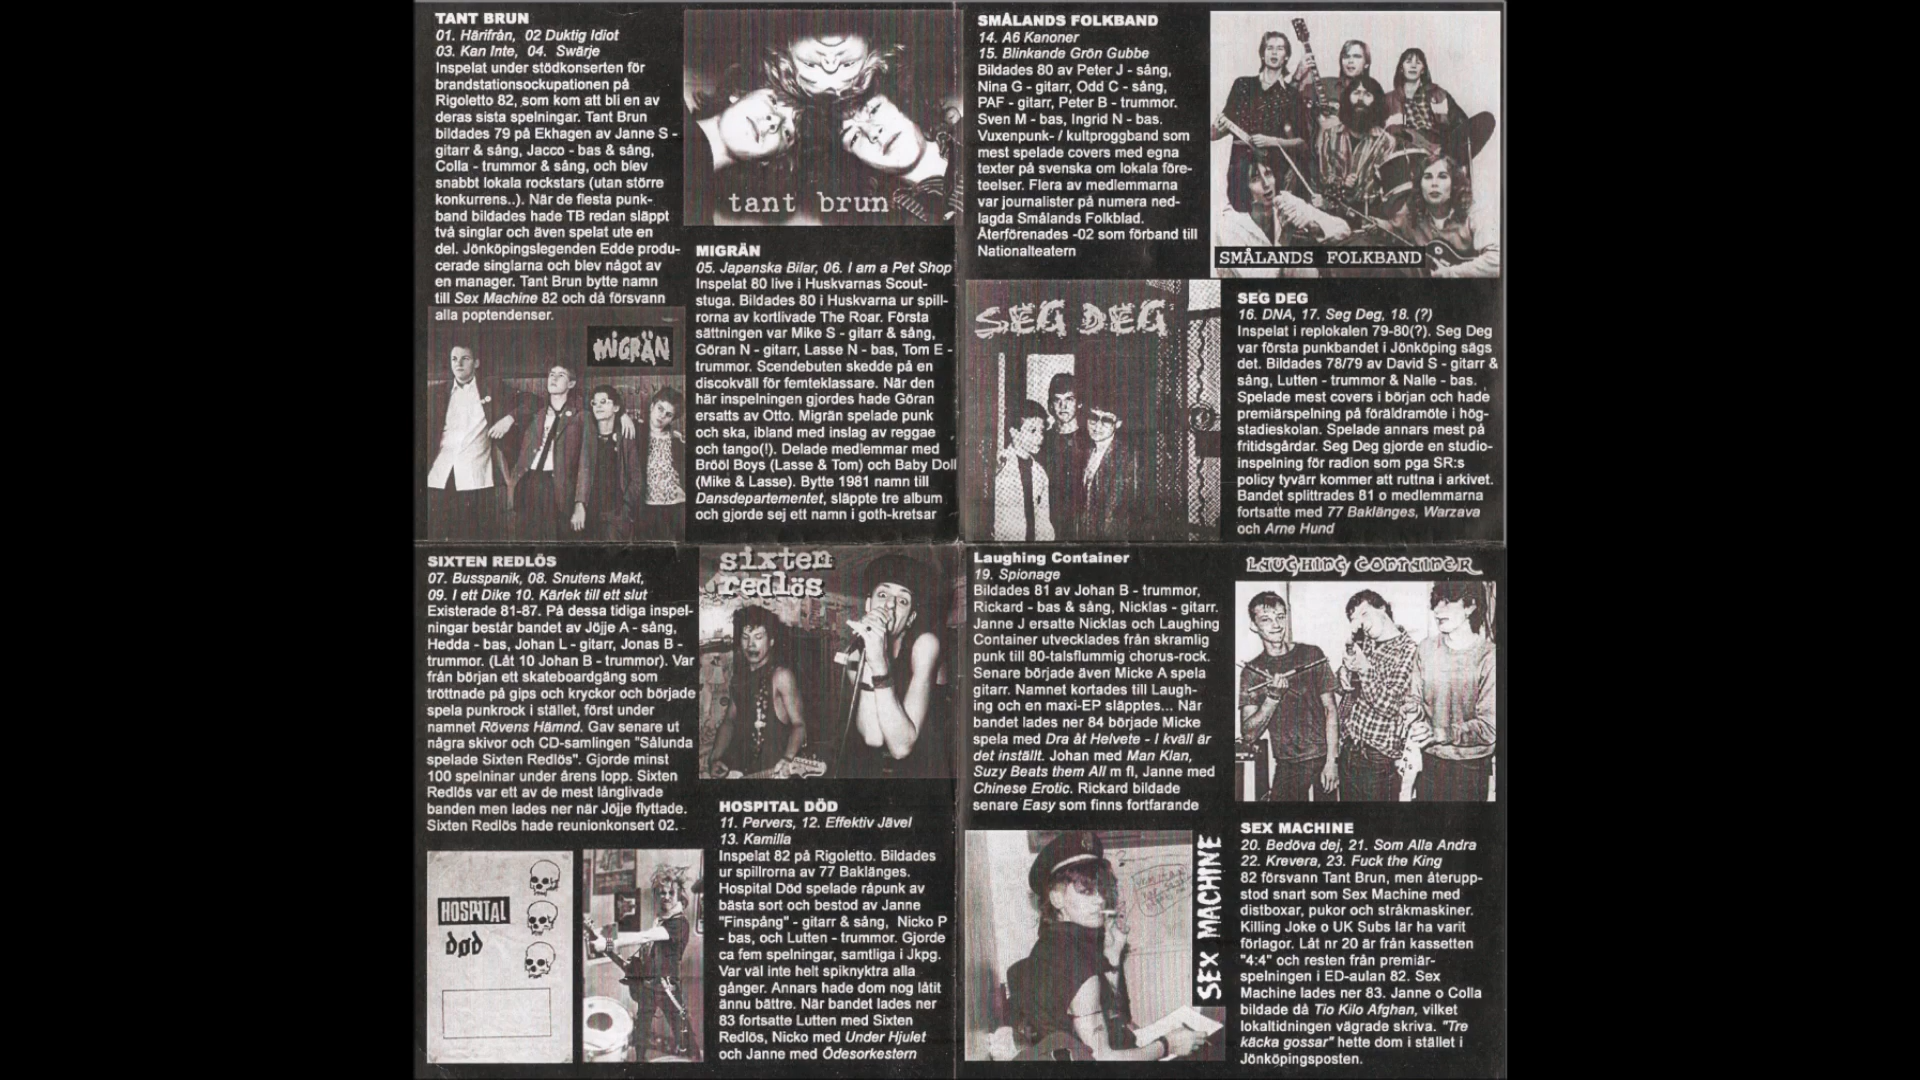 TANT BRUN
01. Härifrån, 02 Duktig Idiot
03. Kan Inte, 04. Swärje
Inspelat under stödkonserten för
brandstationsockupationen på
Rigoletto 82, som kom att bli en av
deras sista spelningar. Tant Brun
bildades 79 på Ekhagen av Janne S -
gitarr & sång, Jacco - bas & sång,
Colla - trummor & sång, och blev
snabbt lokala rockstars (utan större
konkurrens..). När de flesta punk-
band bildades hade TB redan släppt
två singlar och även spelat ute en
del. Jönköpingslegenden Edde produ-
cerade singlarna och blev något av
en manager. Tant Brun bytte namn
till Sex Machine 82 och då försvann
alla poptendenser.
tant brun
MIGRÄN
05. Japanska Bilar, 06. I am a Pet Shop
Inspelat 80 live i Huskvarnas Scout-
stuga. Bildades 80 i Huskvarna ur spill-
rorna av kortlivade The Roar. Första
sättningen var Mike S - gitarr & sång,
Göran N - gitarr, Lasse N - bas, Tom E -
trummor. Scendebuten skedde på en
discokväll för femteklassare. När den
här inspelningen gjordes hade Göran
ersatts av Otto. Migrän spelade punk
och ska, ibland med inslag av reggae
och tango(!). Delade medlemmar med
Brööl Boys (Lasse & Tom) och Baby Doll
(Mike & Lasse). Bytte 1981 namn till
Dansdepartementet, släppte tre album
och gjorde sej ett namn i goth-kretsar
MIGRÄN
SIXTEN REDLÖS
07. Busspanik, 08. Snutens Makt,
09. I ett Dike 10. Kärlek till ett slut
Existerade 81-87. På dessa tidiga inspel-
ningar består bandet av Jöjje A - sång,
Hedda - bas, Johan L - gitarr, Jonas B -
trummor. (Låt 10 Johan B - trummor). Var
från början ett skateboardgäng som
tröttnade på gips och kryckor och började
spela punkrock i stället, först under
namnet Rövens Hämnd. Gav senare ut
några skivor och CD-samlingen "Sålunda
spelade Sixten Redlös". Gjorde minst
100 spelninar under årens lopp. Sixten
Redlös var ett av de mest långlivade
banden men lades ner när Jöjje flyttade.
Sixten Redlös hade reunionkonsert 02.
sixten
redlös
HOSPITAL DÖD
11. Pervers, 12. Effektiv Jävel
13. Kamilla
Inspelat 82 på Rigoletto. Bildades
ur spillrorna av 77 Baklänges.
Hospital Död spelade råpunk av
bästa sort och bestod av Janne
"Finspång" - gitarr & sång, Nicko P
- bas, och Lutten - trummor. Gjorde
ca fem spelningar, samtliga i Jkpg.
Var väl inte helt spiknyktra alla
gånger. Annars hade dom nog låtit
ännu bättre. När bandet lades ner
83 fortsatte Lutten med Sixten
Redlös, Nicko med Under Hjulet
och Janne med Ödesorkestern
HOSPITAL
död
SMÅLANDS FOLKBAND
14. A6 Kanoner
15. Blinkande Grön Gubbe
Bildades 80 av Peter J - sång,
Nina G - gitarr, Odd C - sång,
PAF - gitarr, Peter B - trummor.
Sven M - bas, Ingrid N - bas.
Vuxenpunk- / kultproggband som
mest spelade covers med egna
texter på svenska om lokala före-
teelser. Flera av medlemmarna
var journalister på numera ned-
lagda Smålands Folkblad.
Återförenades -02 som förband till
Nationalteatern
SMÅLANDS FOLKBAND
SEG DEG
SEG DEG
16. DNA, 17. Seg Deg, 18. (?)
Inspelat i replokalen 79-80(?). Seg Deg
var första punkbandet i Jönköping sägs
det. Bildades 78/79 av David S - gitarr &
sång, Lutten - trummor & Nalle - bas.
Spelade mest covers i början och hade
premiärspelning på föräldramöte i hög-
stadieskolan. Spelade annars mest på
fritidsgårdar. Seg Deg gjorde en studio-
inspelning för radion som pga SR:s
policy tyvärr kommer att ruttna i arkivet.
Bandet splittrades 81 o medlemmarna
fortsatte med 77 Baklänges, Warzava
och Arne Hund
Laughing Container
19. Spionage
Bildades 81 av Johan B - trummor,
Rickard - bas & sång, Nicklas - gitarr.
Janne J ersatte Nicklas och Laughing
Container utvecklades från skramlig
punk till 80-talsflummig chorus-rock.
Senare började även Micke A spela
gitarr. Namnet kortades till Laugh-
ing och en maxi-EP släpptes... När
bandet lades ner 84 började Micke
spela med Dra åt Helvete - I kväll är
det inställt. Johan med Man Klan,
Suzy Beats them All m fl, Janne med
Chinese Erotic. Rickard bildade
senare Easy som finns fortfarande
LAUGHING CONTAINER
SEX MACHINE
SEX MACHINE
20. Bedöva dej, 21. Som Alla Andra
22. Krevera, 23. Fuck the King
82 försvann Tant Brun, men återupp-
stod snart som Sex Machine med
distboxar, pukor och stråkmaskiner.
Killing Joke o UK Subs lär ha varit
förlagor. Låt nr 20 är från kassetten
"4:4" och resten från premiär-
spelningen i ED-aulan 82. Sex
Machine lades ner 83. Janne o Colla
bildade då Tio Kilo Afghan, vilket
lokaltidningen vägrade skriva. "Tre
käcka gossar" hette dom i stället i
Jönköpingsposten.